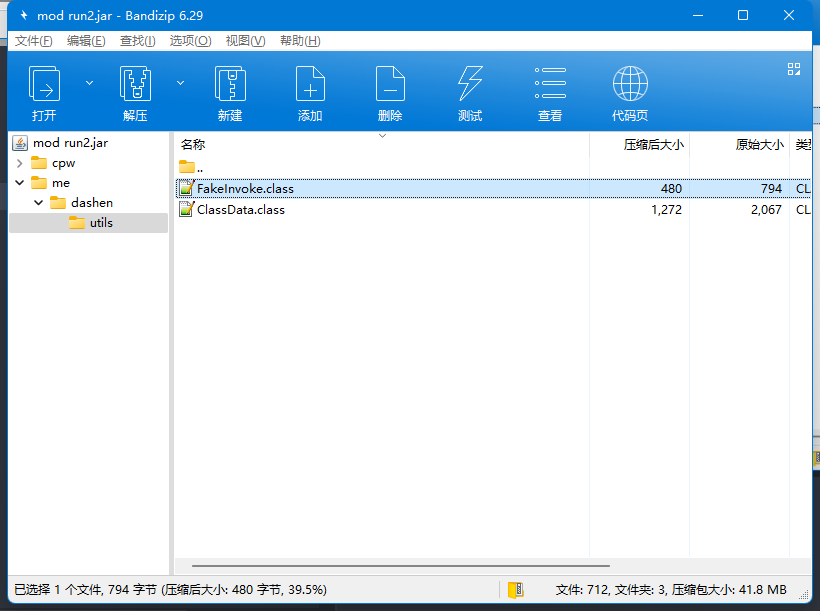 mod run2.jar - Bandizip 6.29
文件(F) 编辑(E) 查找(I) 选项(O) 视图(V) 帮助(H)
打开 解压 新建 添加 删除 测试 查看 代码页
mod run2.jar
cpw
me
dashen
utils
名称 压缩后大小 原始大小 类型
..
FakeInvoke.class 480 794 CL
ClassData.class 1,272 2,067 CL
已选择 1 个文件, 794 字节 (压缩后大小: 480 字节, 39.5%) 文件: 712, 文件夹: 3, 压缩包大小: 41.8 MB